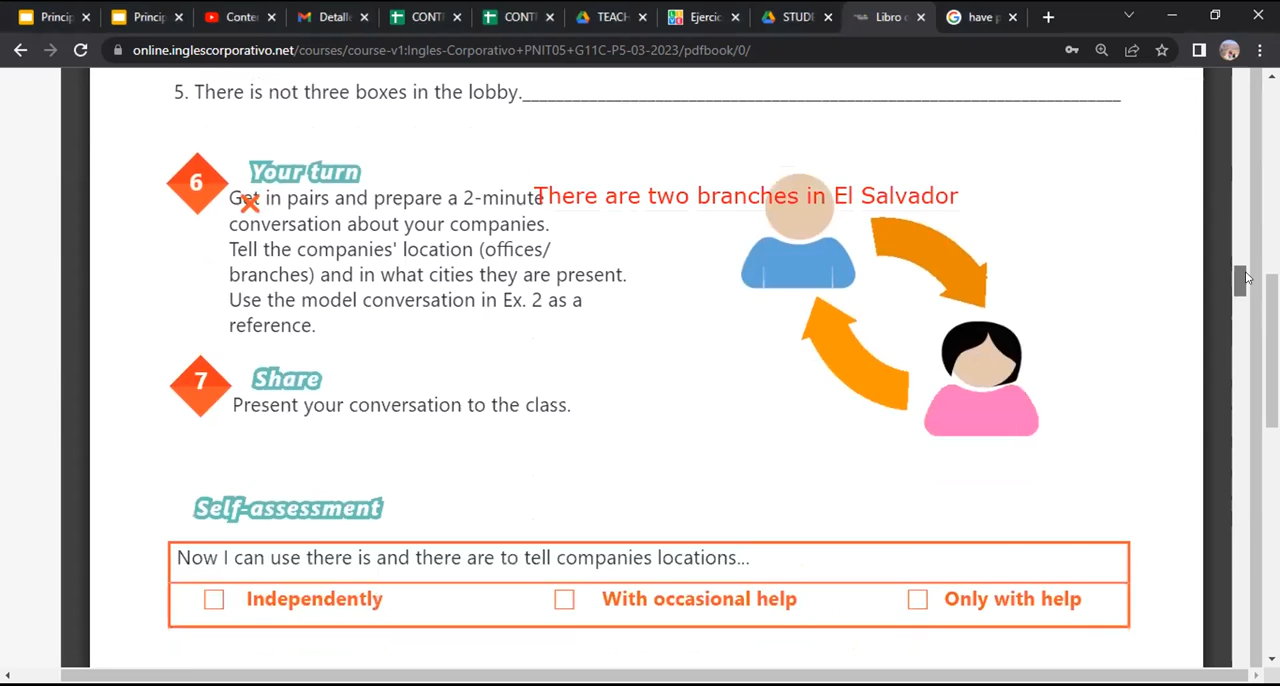 Princip
Princip
Conte
Detalle
CONT
CONT
TEACH
Ejercic
STUD
Libro
have p
online.inglescorporativo.net/courses/course-v1:Ingles-Corporativo+PNIT05+G11C-P5-03-2023/pdfbook/0/
5. There is not three boxes in the lobby.
6
Your turn
Get in pairs and prepare a 2-minute
There are two branches in El Salvador
conversation about your companies.
Tell the companies' location (offices/
branches) and in what cities they are present.
Use the model conversation in Ex. 2 as a
reference.
7
Share
Present your conversation to the class.
Self-assessment
Now I can use there is and there are to tell companies locations...
Independently
With occasional help
Only with help